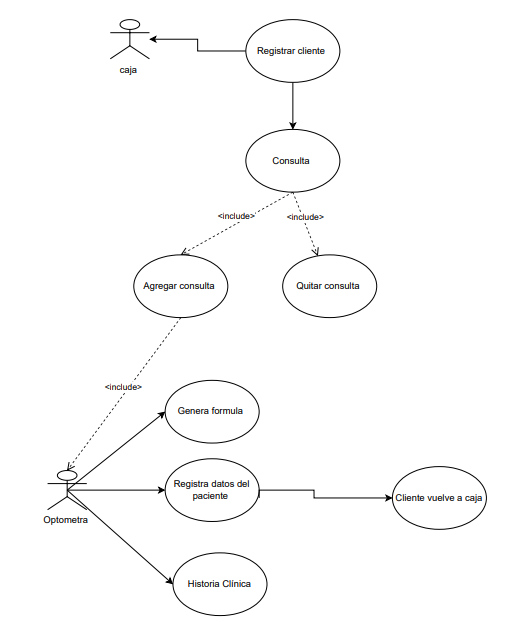 Registrar cliente
caja
Consulta
<include>
<include>
Agregar consulta
Quitar consulta
<include>
Genera formula
Registra datos del
paciente
Cliente vuelve a caja
Optometra
Historia Clínica